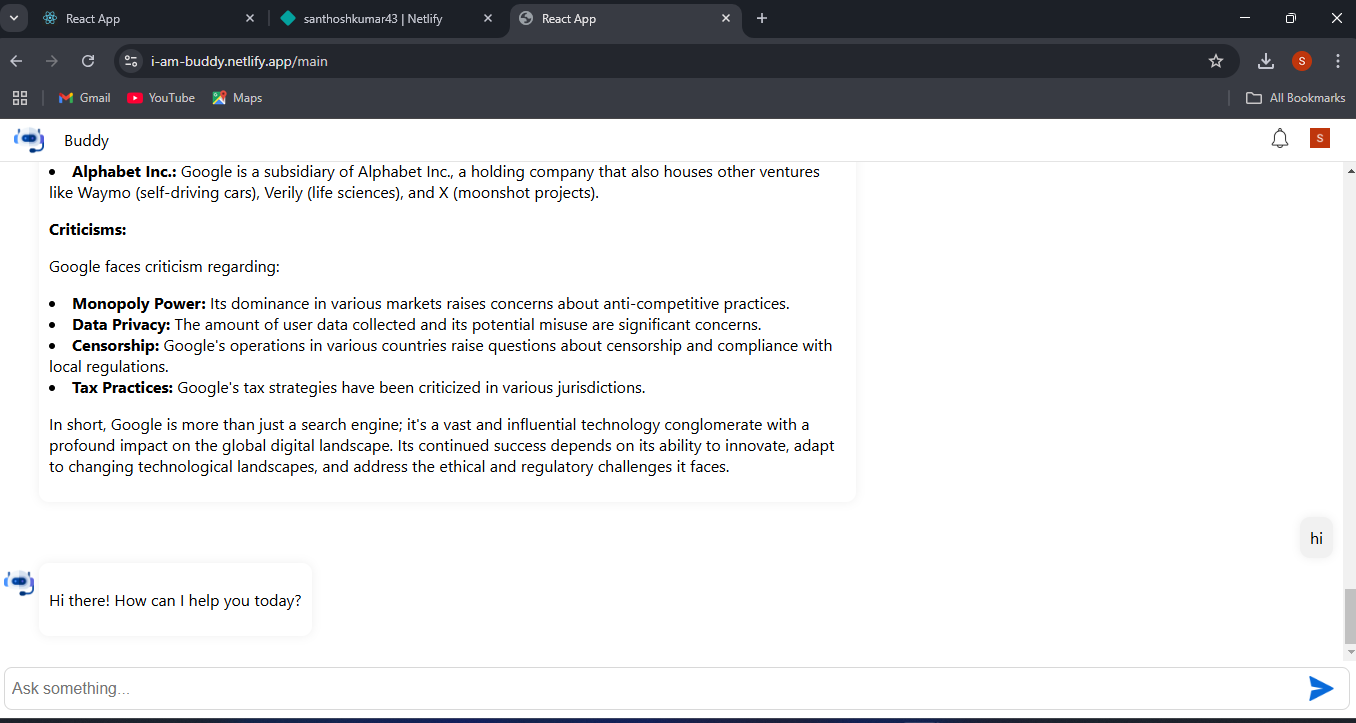 React App
santhoshkumar43 | Netlify
React App
i-am-buddy.netlify.app/main
S
Gmail
YouTube
Maps
All Bookmarks
Buddy
S
• Alphabet Inc.: Google is a subsidiary of Alphabet Inc., a holding company that also houses other ventures
like Waymo (self-driving cars), Verily (life sciences), and X (moonshot projects).
Criticisms:
Google faces criticism regarding:
• Monopoly Power: Its dominance in various markets raises concerns about anti-competitive practices.
• Data Privacy: The amount of user data collected and its potential misuse are significant concerns.
• Censorship: Google's operations in various countries raise questions about censorship and compliance with
local regulations.
• Tax Practices: Google's tax strategies have been criticized in various jurisdictions.
In short, Google is more than just a search engine; it's a vast and influential technology conglomerate with a
profound impact on the global digital landscape. Its continued success depends on its ability to innovate, adapt
to changing technological landscapes, and address the ethical and regulatory challenges it faces.
hi
Hi there! How can I help you today?
Ask something...